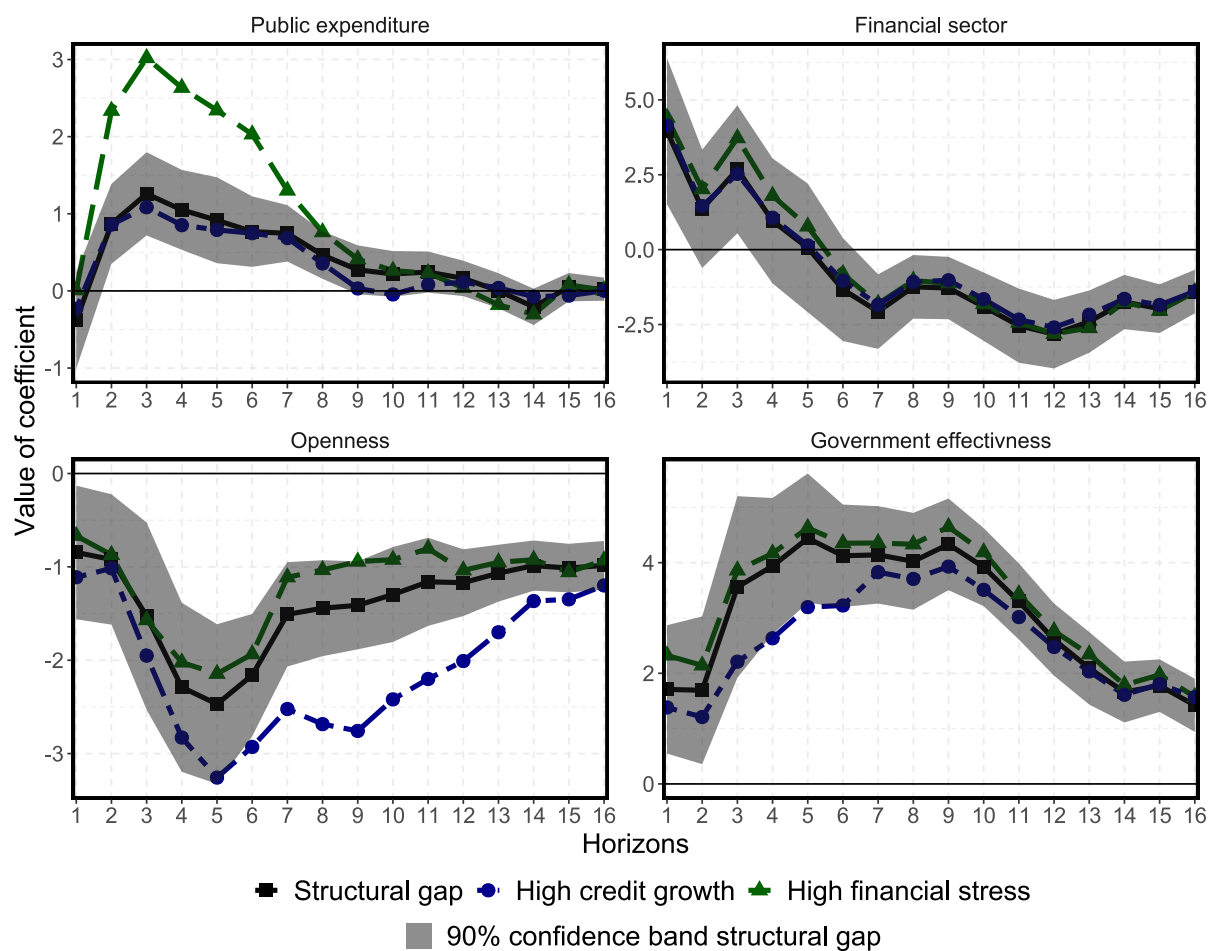 Public expenditure
Financial sector
3
2
1
0
-1
1 2 3 4 5 6 7 8 9 10 11 12 13 14 15 16
5.0
2.5
0.0
-2.5
1 2 3 4 5 6 7 8 9 10 11 12 13 14 15 16
Value of coefficient
Openness
Government effectivness
0
-1
-2
-3
1 2 3 4 5 6 7 8 9 10 11 12 13 14 15 16
4
2
0
1 2 3 4 5 6 7 8 9 10 11 12 13 14 15 16
Horizons
Structural gap High credit growth High financial stress
90% confidence band structural gap